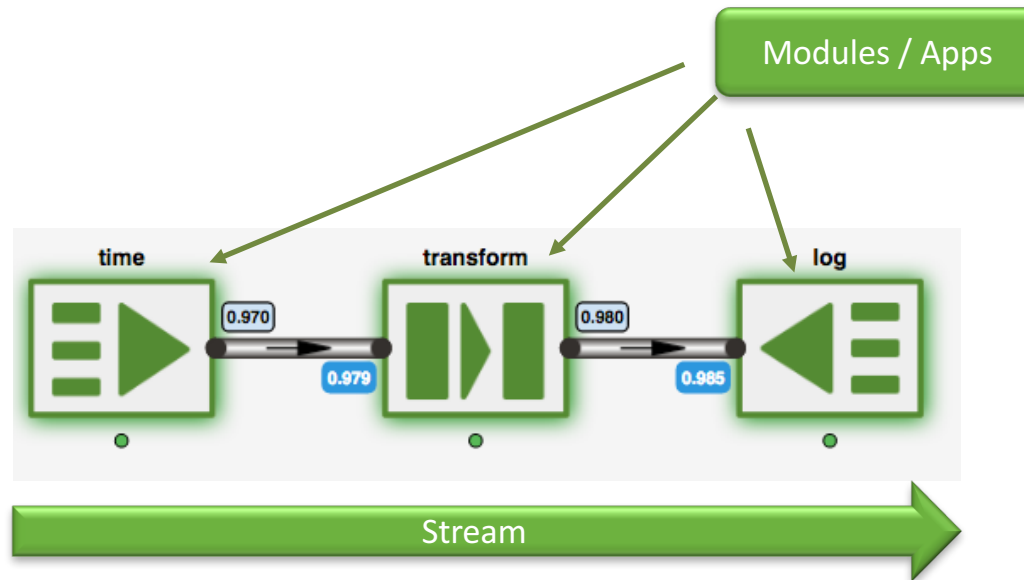 Modules / Apps
time
transform
log
0.970
0.980
0.979
0.985
Stream